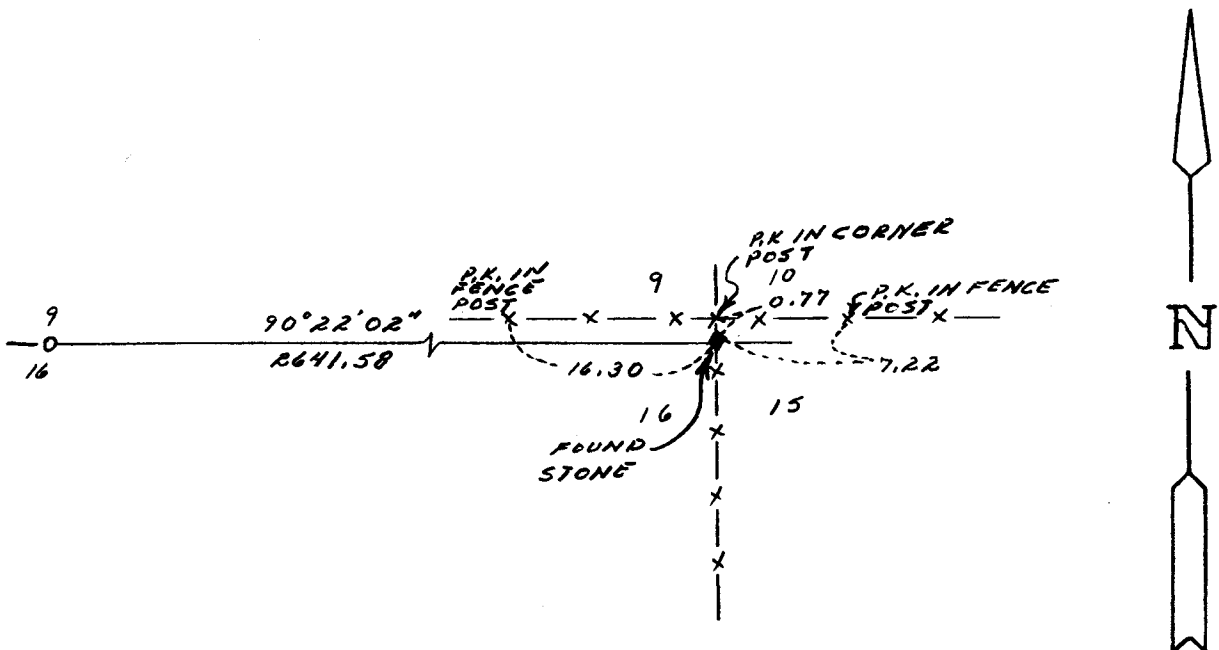 P.K IN CORNER
POST
P.K. IN
FENCE
POST
9
10
0.77
P.K. IN FENCE
POST
9
90°22'02"
16
2641.58
16.30
7.22
N
16
15
FOUND
STONE